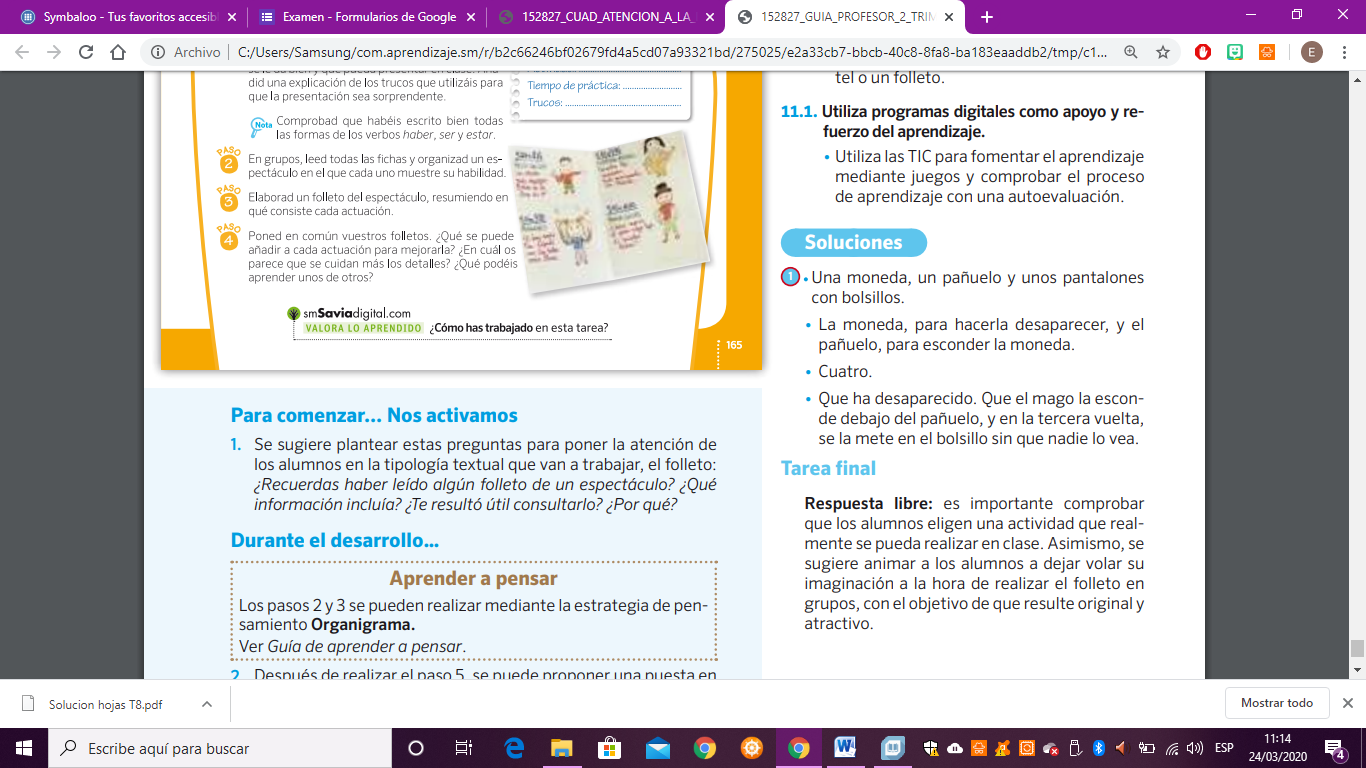 Symbaloo - Tus favoritos accesib
Examen - Formularios de Google
152827_CUAD_ATENCION_A_LA_
152827_GUIA_PROFESOR_2_TRIM
Archivo
C:/Users/Samsung/com.aprendizaje.sm/r/b2c66246bf02679fd4a5cd07a93321bd/275025/e2a33cb7-bbcb-40c8-8fa8-ba183eaaddb2/tmp/c1...
E
did una explicación de los trucos que utilizáis para
que la presentación sea sorprendente.
Tiempo de práctica:
Trucos:
Nota
Comprobad que habéis escrito bien todas
las formas de los verbos haber, ser y estar.
PASO 2
En grupos, leed todas las fichas y organizad un es-
pectáculo en el que cada uno muestre su habilidad.
PASO 3
Elaborad un folleto del espectáculo, resumiendo en
qué consiste cada actuación.
PASO 4
Poned en común vuestros folletos. ¿Qué se puede
añadir a cada actuación para mejorarla? ¿En cuál os
parece que se cuidan más los detalles? ¿Qué podéis
aprender unos de otros?
smSaviadigital.com
VALORA LO APRENDIDO ¿Cómo has trabajado en esta tarea?
165
Para comenzar... Nos activamos
1. Se sugiere plantear estas preguntas para poner la atención de
los alumnos en la tipología textual que van a trabajar, el folleto:
¿Recuerdas haber leído algún folleto de un espectáculo? ¿Qué
información incluía? ¿Te resultó útil consultarlo? ¿Por qué?
Durante el desarrollo...
Aprender a pensar
Los pasos 2 y 3 se pueden realizar mediante la estrategia de pen-
samiento Organigrama.
Ver Guía de aprender a pensar.
2. Después de realizar el paso 5, se puede proponer una puesta en
tel o un folleto.
11.1. Utiliza programas digitales como apoyo y re-
fuerzo del aprendizaje.
• Utiliza las TIC para fomentar el aprendizaje
mediante juegos y comprobar el proceso
de aprendizaje con una autoevaluación.
Soluciones
1 • Una moneda, un pañuelo y unos pantalones
con bolsillos.
• La moneda, para hacerla desaparecer, y el
pañuelo, para esconder la moneda.
• Cuatro.
• Que ha desaparecido. Que el mago la escon-
de debajo del pañuelo, y en la tercera vuelta,
se la mete en el bolsillo sin que nadie lo vea.
Tarea final
Respuesta libre: es importante comprobar
que los alumnos eligen una actividad que real-
mente se pueda realizar en clase. Asimismo, se
sugiere animar a los alumnos a dejar volar su
imaginación a la hora de realizar el folleto en
grupos, con el objetivo de que resulte original y
atractivo.
Solucion hojas T8.pdf
Mostrar todo
Escribe aquí para buscar
ESP
11:14
24/03/2020
4